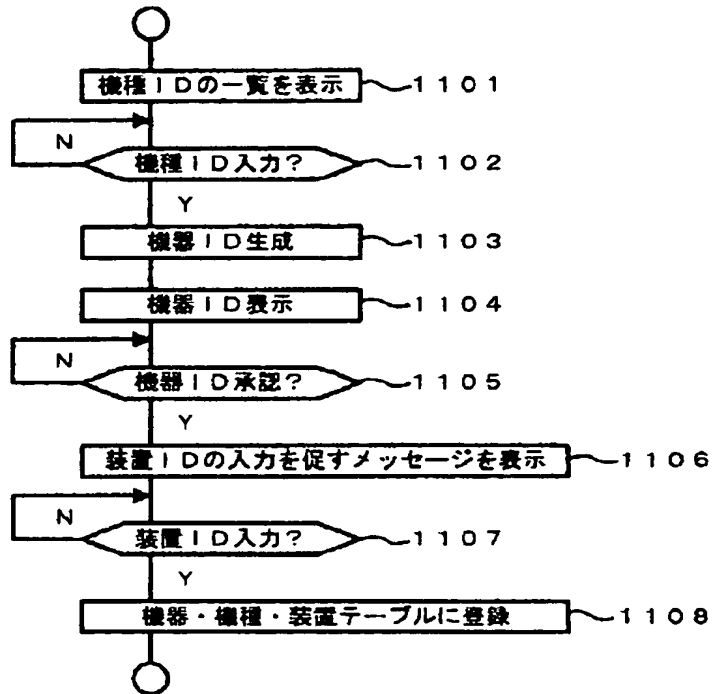 機種IDの一覧を表示 1101
N
機種ID入力? 1102
Y
機器ID生成 1103
機器ID表示 1104
N
機器ID承認? 1105
Y
装置IDの入力を促すメッセージを表示 1106
N
装置ID入力? 1107
Y
機器・機種・装置テーブルに登録 1108